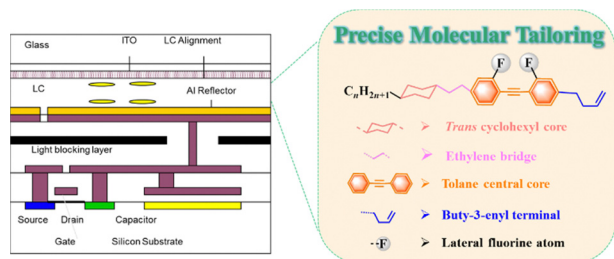 Glass
ITO
LC Alignment
LC
Al Reflector
Light blocking layer
Source
Drain
Capacitor
Gate
Silicon Substrate
Precise Molecular Tailoring
F
F
CnH2n+1
Trans cyclohexyl core
Ethylene bridge
Tolane central core
Buty-3-enyl terminal
F
Lateral fluorine atom